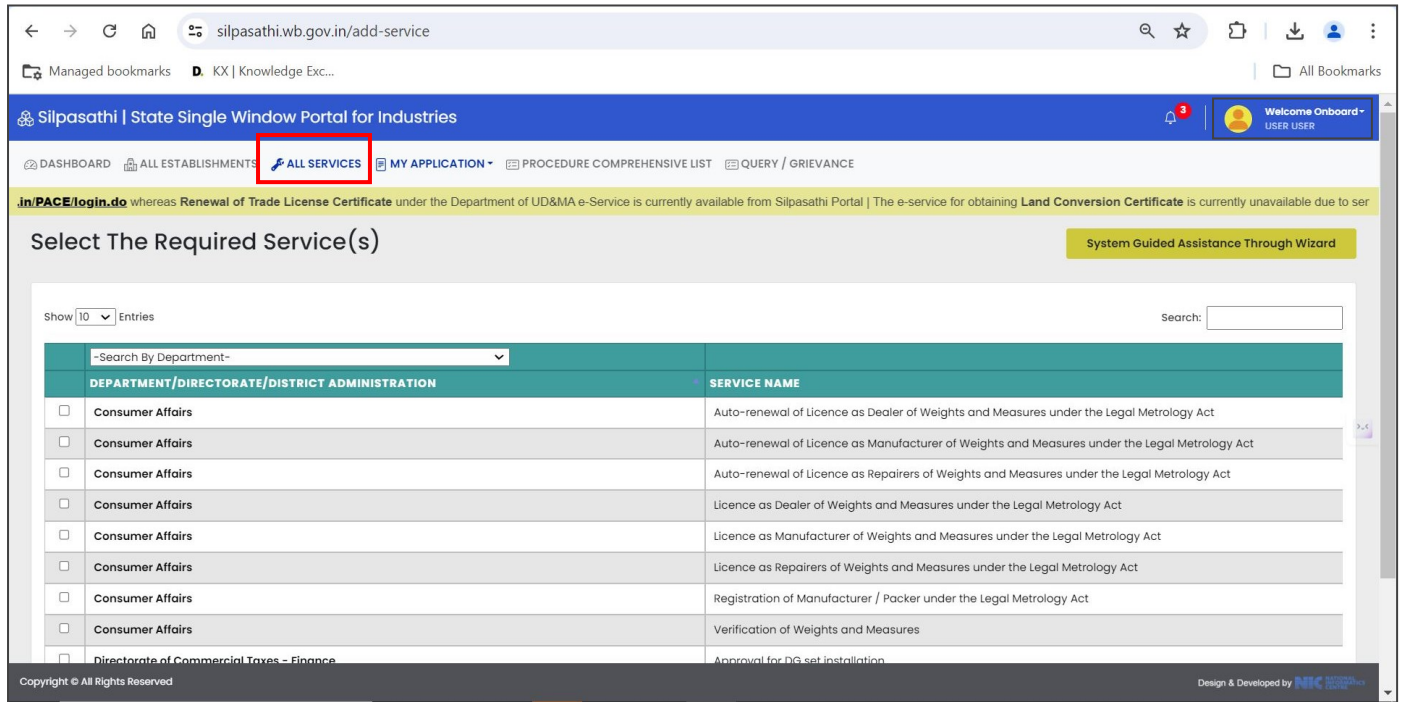 silpasathi.wb.gov.in/add-service
Managed bookmarks D. KX | Knowledge Exc... All Bookmarks
Silpasathi | State Single Window Portal for Industries 3 Welcome Onboard
USER USER
DASHBOARD ALL ESTABLISHMENTS ALL SERVICES MY APPLICATION PROCEDURE COMPREHENSIVE LIST QUERY / GRIEVANCE
.in/PACE/login.do whereas Renewal of Trade License Certificate under the Department of UD&MA e-Service is currently available from Silpasathi Portal | The e-service for obtaining Land Conversion Certificate is currently unavailable due to ser
Select The Required Service(s) System Guided Assistance Through Wizard
Show 10 Entries Search:
-Search By Department-
DEPARTMENT/DIRECTORATE/DISTRICT ADMINISTRATION SERVICE NAME
Consumer Affairs Auto-renewal of Licence as Dealer of Weights and Measures under the Legal Metrology Act
Consumer Affairs Auto-renewal of Licence as Manufacturer of Weights and Measures under the Legal Metrology Act
Consumer Affairs Auto-renewal of Licence as Repairers of Weights and Measures under the Legal Metrology Act
Consumer Affairs Licence as Dealer of Weights and Measures under the Legal Metrology Act
Consumer Affairs Licence as Manufacturer of Weights and Measures under the Legal Metrology Act
Consumer Affairs Licence as Repairers of Weights and Measures under the Legal Metrology Act
Consumer Affairs Registration of Manufacturer / Packer under the Legal Metrology Act
Consumer Affairs Verification of Weights and Measures
Directorate of Commercial Taxes - Finance Approval for DG set installation
Copyright © All Rights Reserved Design & Developed by NIC NATIONAL INFORMATICS CENTRE